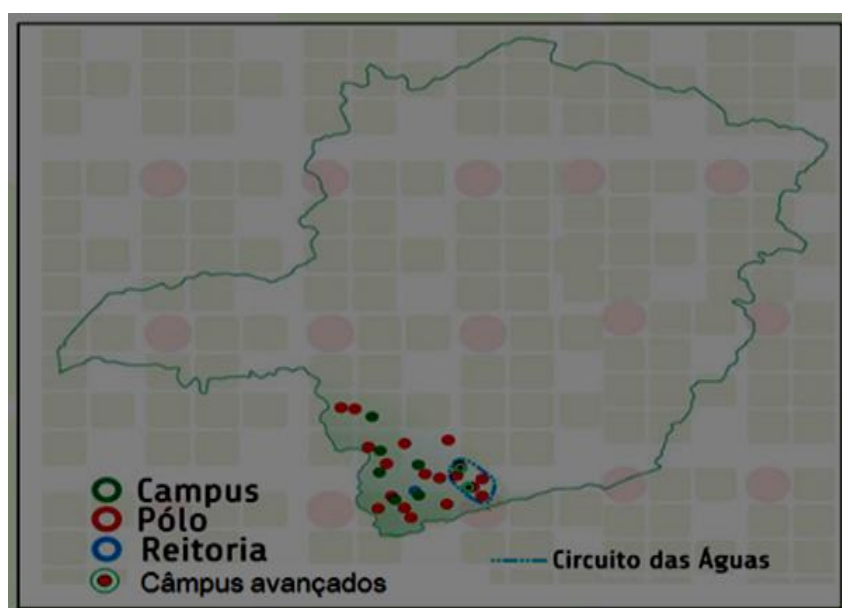 Campus
Pólo
Reitoria
Circuito das Águas
Câmpus avançados